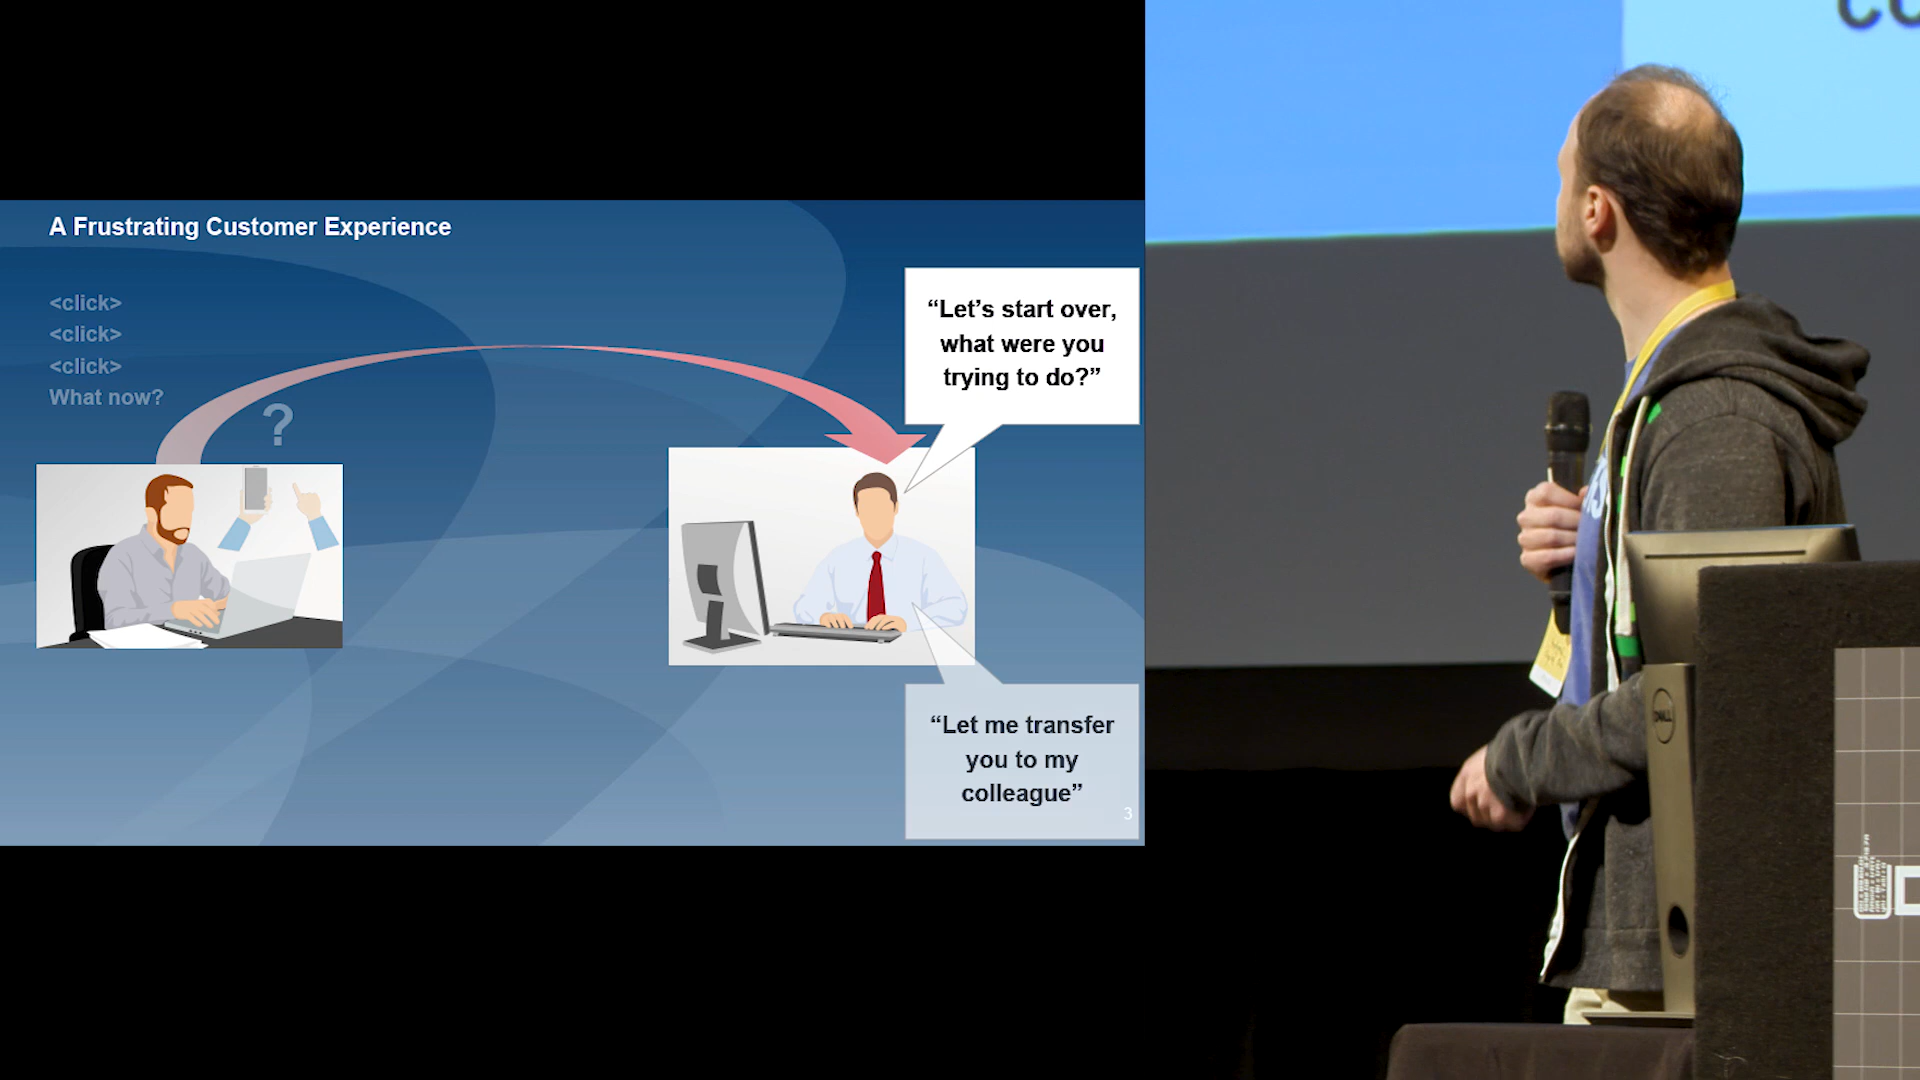 A Frustrating Customer Experience
<click>
<click>
<click>
What now?
?
“Let’s start over,
what were you
trying to do?”
“Let me transfer
you to my
colleague”
3
DELL